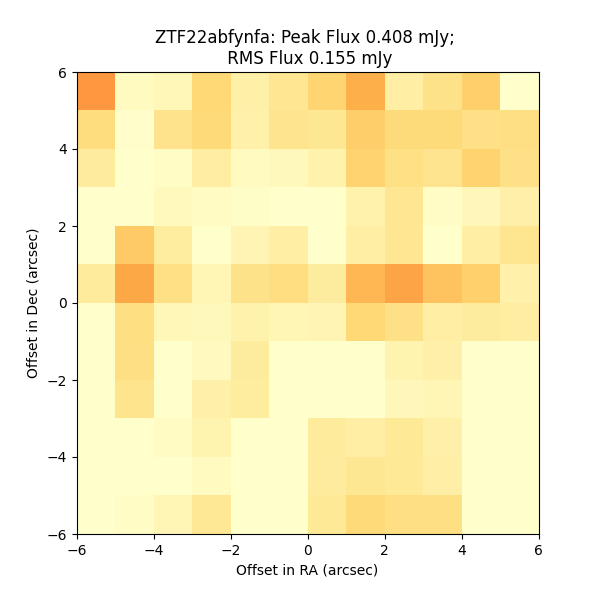 ZTF22abfynfa: Peak Flux 0.408 mJy;
RMS Flux 0.155 mJy
6
4
2
0
−2
−4
−6
Offset in Dec (arcsec)
−6 −4 −2 0 2 4 6
Offset in RA (arcsec)